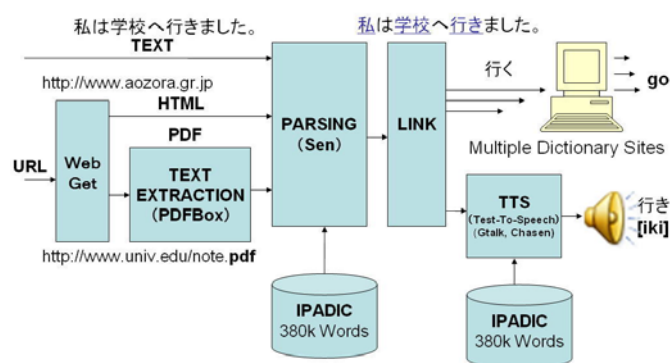 私は学校へ行きました。
TEXT
http://www.aozora.gr.jp
HTML
PDF
URL
Web
Get
TEXT
EXTRACTION
(PDFBox)
http://www.univ.edu/note.pdf
PARSING
(Sen)
IPADIC
380k Words
私は学校へ行きました。
LINK
行く
go
Multiple Dictionary Sites
TTS
(Test-To-Speech)
(Gtalk, Chasen)
行き
[iki]
IPADIC
380k Words